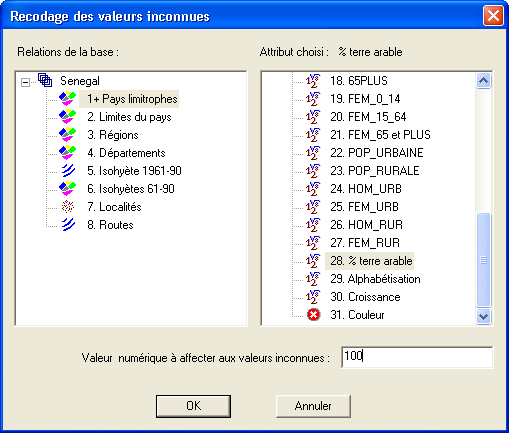 Recodage des valeurs inconnues
Relations de la base :
Attribut choisi : % terre arable
Senegal
1+ Pays limitrophes
2. Limites du pays
3. Régions
4. Départements
5. Isohyète 1961-90
6. Isohyètes 61-90
7. Localités
8. Routes
18. 65PLUS
19. FEM_0_14
20. FEM_15_64
21. FEM_65 et PLUS
22. POP_URBAINE
23. POP_RURALE
24. HOM_URB
25. FEM_URB
26. HOM_RUR
27. FEM_RUR
28. % terre arable
29. Alphabétisation
30. Croissance
31. Couleur
Valeur numérique à affecter aux valeurs inconnues :
100
OK
Annuler